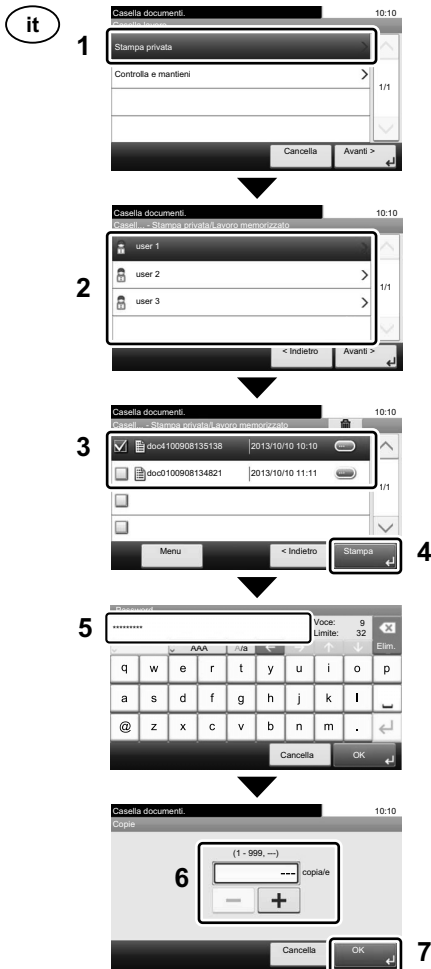 it
Casella documenti. 10:10
Casella lavoro
1
Stampa privata
Controlla e mantieni
1/1
Cancella Avanti >
Casella documenti. 10:10
Casell... - Stampa privata/Lavoro memorizzato
2
user 1
user 2
user 3
1/1
< Indietro Avanti >
Casella documenti. 10:10
Casell... - Stampa privata/Lavoro memorizzato
3
doc4100908135138 2013/10/10 10:10
doc0100908134821 2013/10/10 11:11
1/1
Menu < Indietro Stampa
4
Password
5
********* Voce: 9
Limite: 32
AAA A/a Elim.
q w e r t y u i o p
a s d f g h j k l
@ z x c v b n m .
Cancella OK
Casella documenti. 10:10
Copie
6
(1 - 999, ---)
--- copia/e
− +
Cancella OK
7